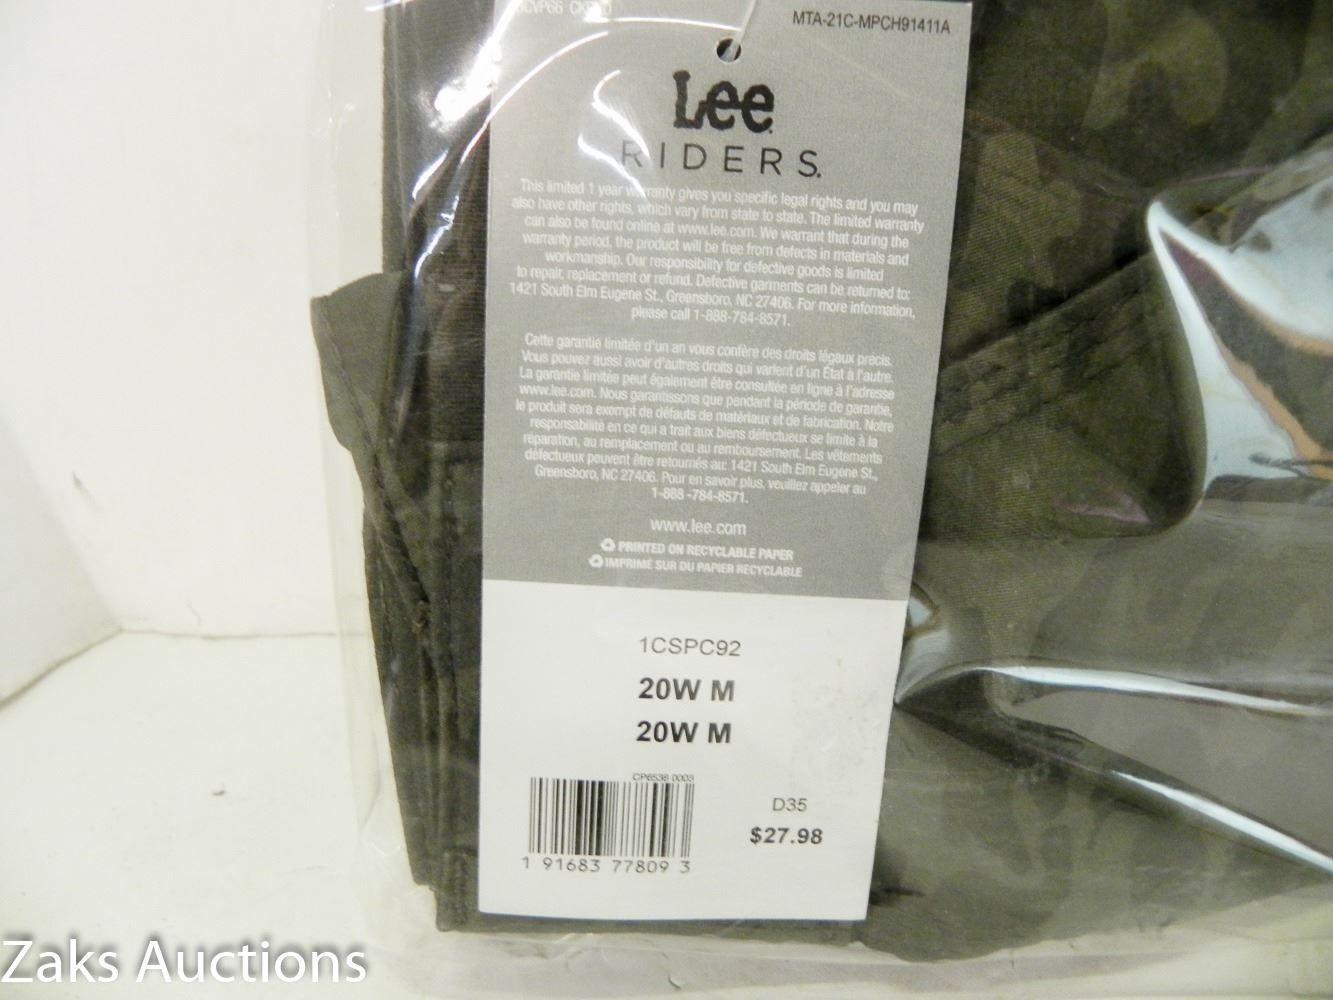 MTA-21C-MPCH91411A
Lee
RIDERS.
This limited 1 year warranty gives you specific legal rights and you may
also have other rights, which vary from state to state. The limited warranty
can also be found online at www.lee.com. We warrant that during the
warranty period, the product will be free from defects in materials and
workmanship. Our responsibility for defective goods is limited
to repair, replacement or refund. Defective garments can be returned to:
1421 South Elm Eugene St., Greensboro, NC 27406. For more information,
please call 1-888-784-8571.
Cette garantie limitée d'un an vous confère des droits légaux précis.
Vous pouvez aussi avoir d'autres droits qui varient d'un État à l'autre.
La garantie limitée peut également être consultée en ligne à l'adresse
www.lee.com. Nous garantissons que pendant la période de garantie,
le produit sera exempt de défauts de matériaux et de fabrication. Notre
responsabilité en ce qui a trait aux biens défectueux se limite à la
réparation, au remplacement ou au remboursement. Les vêtements
défectueux peuvent être retournés au: 1421 South Elm Eugene St.,
Greensboro, NC 27406. Pour en savoir plus, veuillez appeler au
1-888 -784-8571.
www.lee.com
PRINTED ON RECYCLABLE PAPER
IMPRIMÉ SUR DU PAPIER RECYCLABLE
1CSPC92
20W M
20W M
CP6536 0003
D35
$27.98
1 91683 77809 3
Zaks Auctions